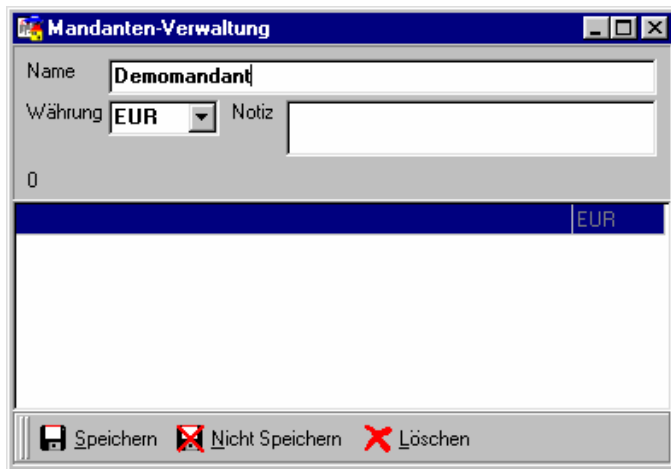 Mandanten-Verwaltung
Name Demomandant
Währung EUR Notiz
0
EUR
Speichern Nicht Speichern Löschen